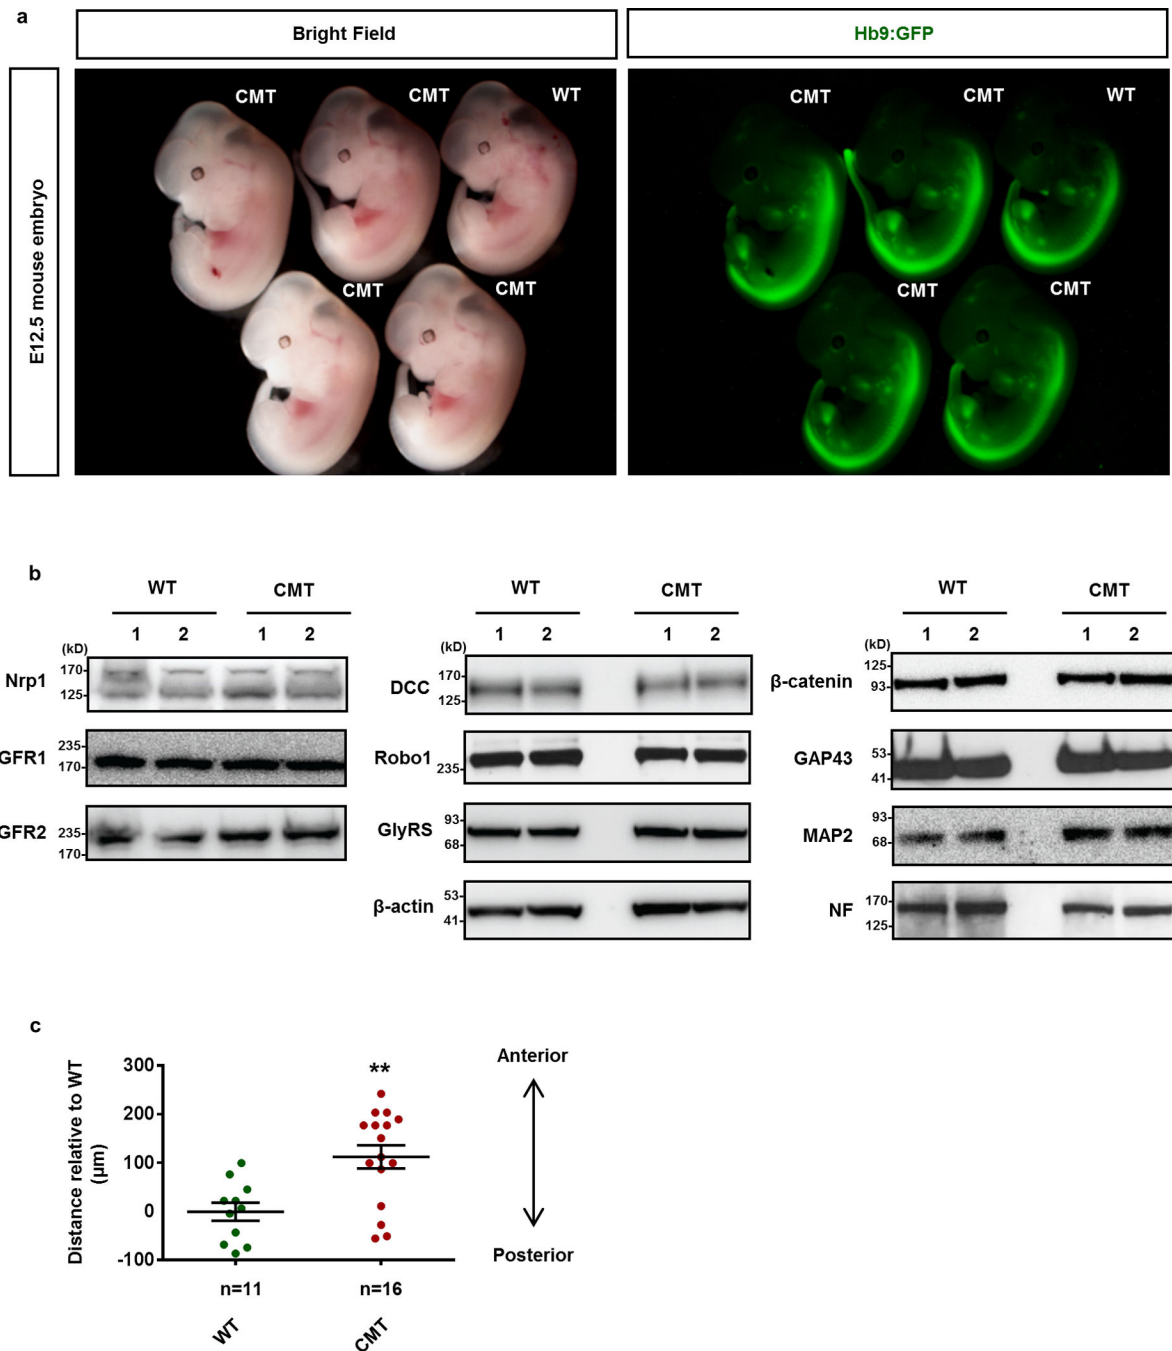 a
Bright Field
Hb9:GFP
E12.5 mouse embryo
CMT
CMT
WT
CMT
CMT
CMT
CMT
WT
CMT
CMT
b
WT
CMT
1 2 1 2
(kD)
Nrp1
170-
125-
GFR1
235-
170-
GFR2
235-
170-
WT
CMT
1 2 1 2
(kD)
DCC
170-
125-
Robo1
235-
GlyRS
93-
68-
β-actin
53-
41-
WT
CMT
1 2 1 2
(kD)
β-catenin
125-
93-
GAP43
53-
41-
MAP2
93-
68-
NF
170-
125-
c
Distance relative to WT
(μm)
300
200
100
0
-100
**
n=11
n=16
WT
CMT
Anterior
Posterior